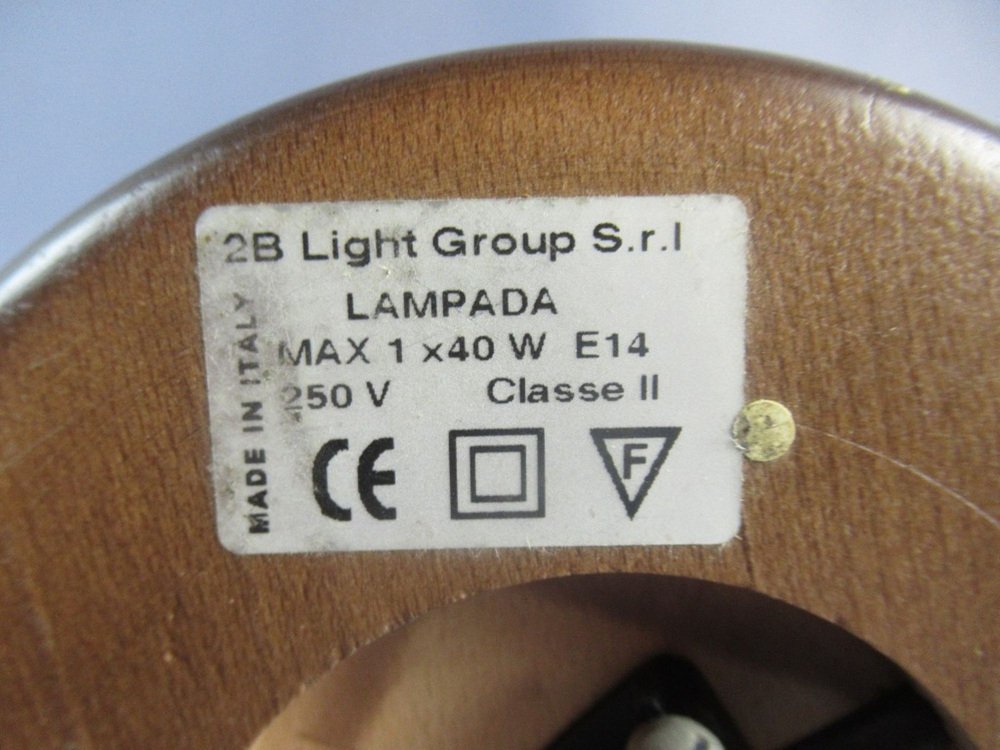 2B Light Group S.r.l
LAMPADA
MAX 1 x40 W E14
250 V Classe II
MADE IN ITALY
CE
F